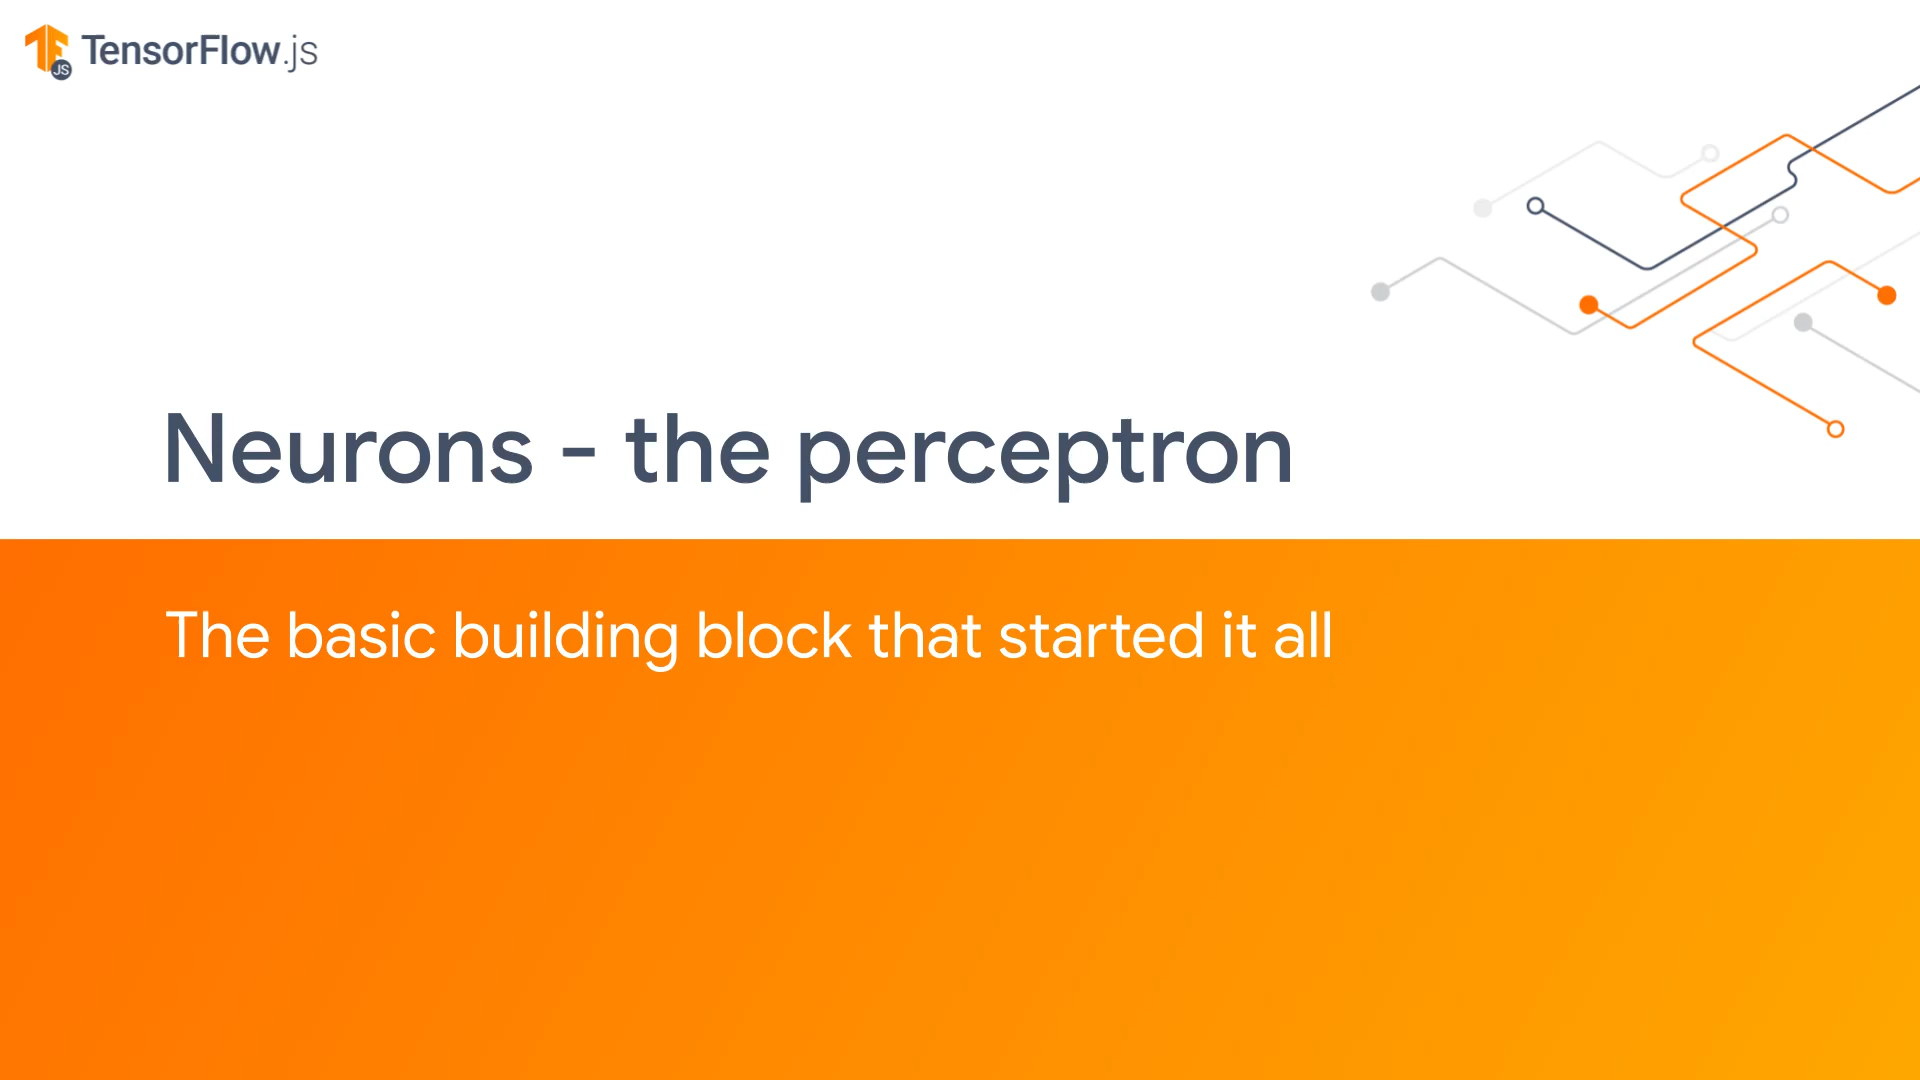 TensorFlow.js
JS
Neurons - the perceptron
The basic building block that started it all